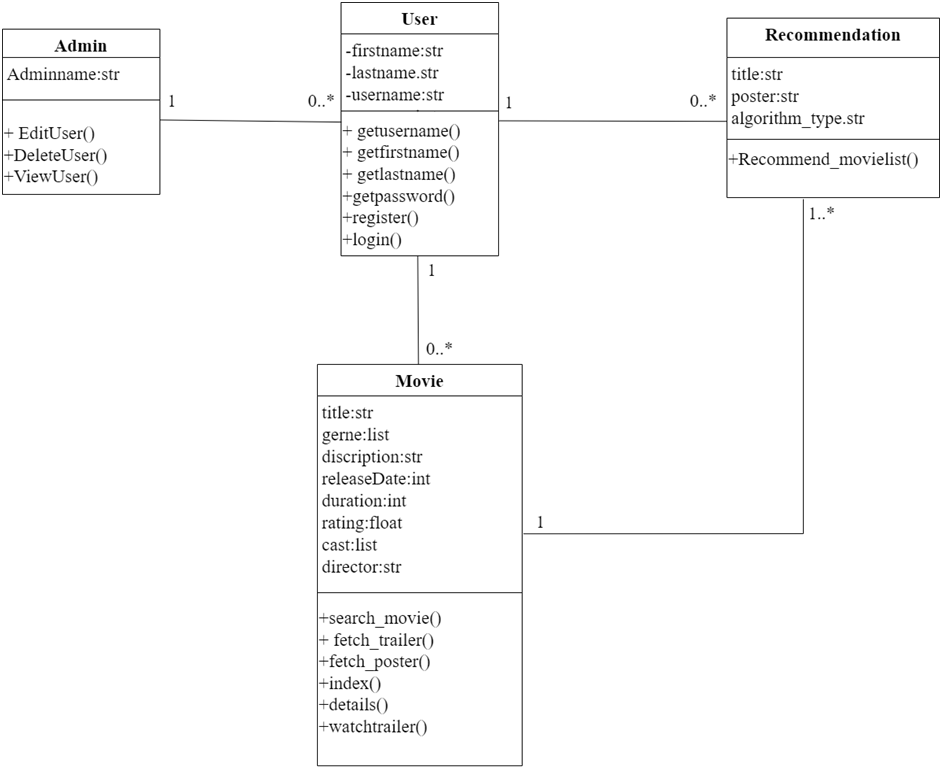 Admin
Adminname:str
+ EditUser()
+DeleteUser()
+ViewUser()
1
0..*
User
-firstname:str
-lastname.str
-username:str
+ getusername()
+ getfirstname()
+ getlastname()
+getpassword()
+register()
+login()
1
0..*
Recommendation
title:str
poster:str
algorithm_type.str
+Recommend_movielist()
1..*
1
0..*
Movie
title:str
gerne:list
discription:str
releaseDate:int
duration:int
rating:float
cast:list
director:str
+search_movie()
+ fetch_trailer()
+fetch_poster()
+index()
+details()
+watchtrailer()
1